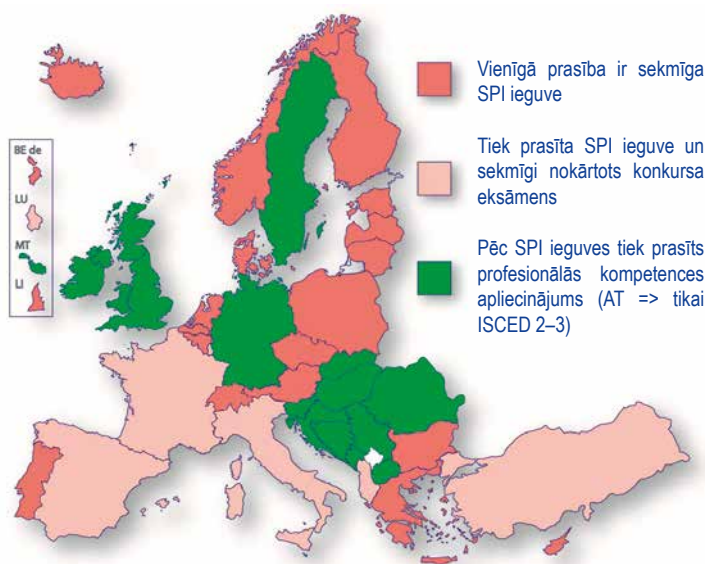 Vienīgā prasība ir sekmīga
SPI ieguve
Tiek prasīta SPI ieguve un
sekmīgi nokārtots konkursa
eksāmens
Pēc SPI ieguves tiek prasīts
profesionālās kompetences
apliecinājums (AT => tikai
ISCED 2–3)
BE de
LU
MT
LI